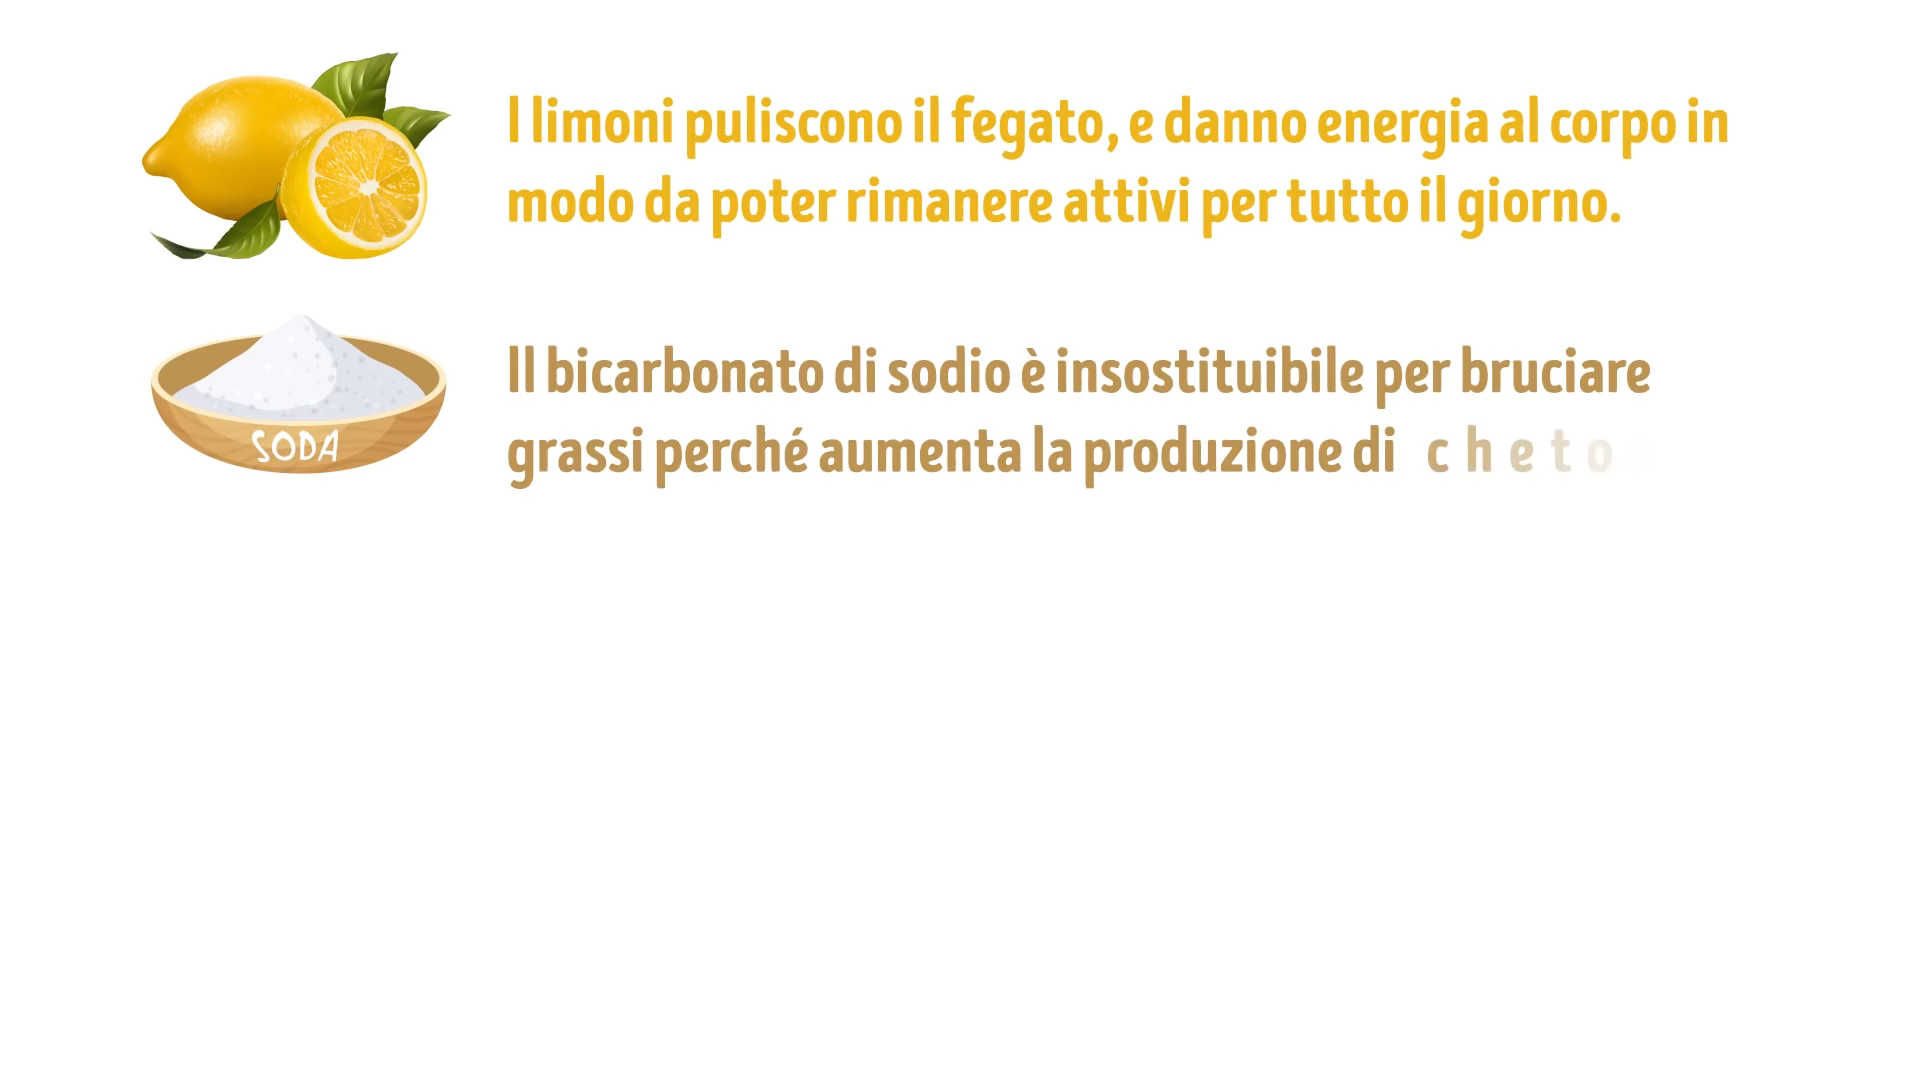 I limoni puliscono il fegato, e danno energia al corpo in
modo da poter rimanere attivi per tutto il giorno.
Il bicarbonato di sodio è insostituibile per bruciare
grassi perché aumenta la produzione di cheto
SODA